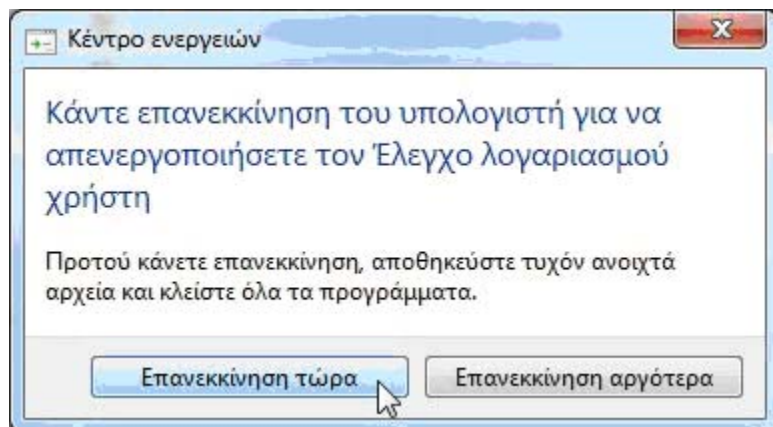 Κέντρο ενεργειών
Κάντε επανεκκίνηση του υπολογιστή για να
απενεργοποιήσετε τον Έλεγχο λογαριασμού
χρήστη
Προτού κάνετε επανεκκίνηση, αποθηκεύστε τυχόν ανοιχτά
αρχεία και κλείστε όλα τα προγράμματα.
Επανεκκίνηση τώρα Επανεκκίνηση αργότερα